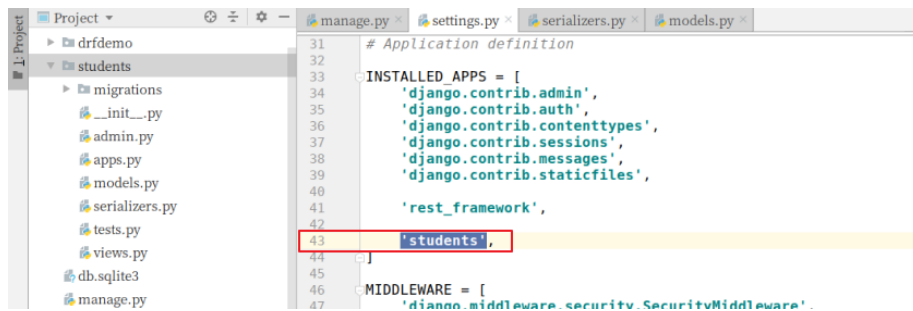 1: Project
Project
drfdemo
students
migrations
__init__.py
admin.py
apps.py
models.py
serializers.py
tests.py
views.py
db.sqlite3
manage.py
manage.py settings.py serializers.py models.py
31 # Application definition
32
33 INSTALLED_APPS = [
34 'django.contrib.admin',
35 'django.contrib.auth',
36 'django.contrib.contenttypes',
37 'django.contrib.sessions',
38 'django.contrib.messages',
39 'django.contrib.staticfiles',
40
41 'rest_framework',
42
43 'students',
44 ]
45
46 MIDDLEWARE = [
47 'django.middleware.security.SecurityMiddleware',